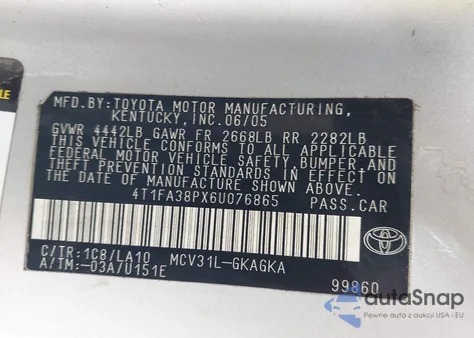 MFD.BY:TOYOTA MOTOR MANUFACTURING,
KENTUCKY,INC.06/05
GVWR 4442LB GAWR FR 2668LB RR 2282LB
THIS VEHICLE CONFORMS TO ALL APPLICABLE
FEDERAL MOTOR VEHICLE SAFETY,BUMPER,AND
THEFT PREVENTION STANDARDS IN EFFECT ON
THE DATE OF MANUFACTURE SHOWN ABOVE.
4T1FA38PX6U076865 PASS.CAR
C/TR:1C8/LA10 MCV31L-GKAGKA
A/TM:-03A/U151E
TOYOTA
99860
autaSnap
Pewne auta z USA - EU